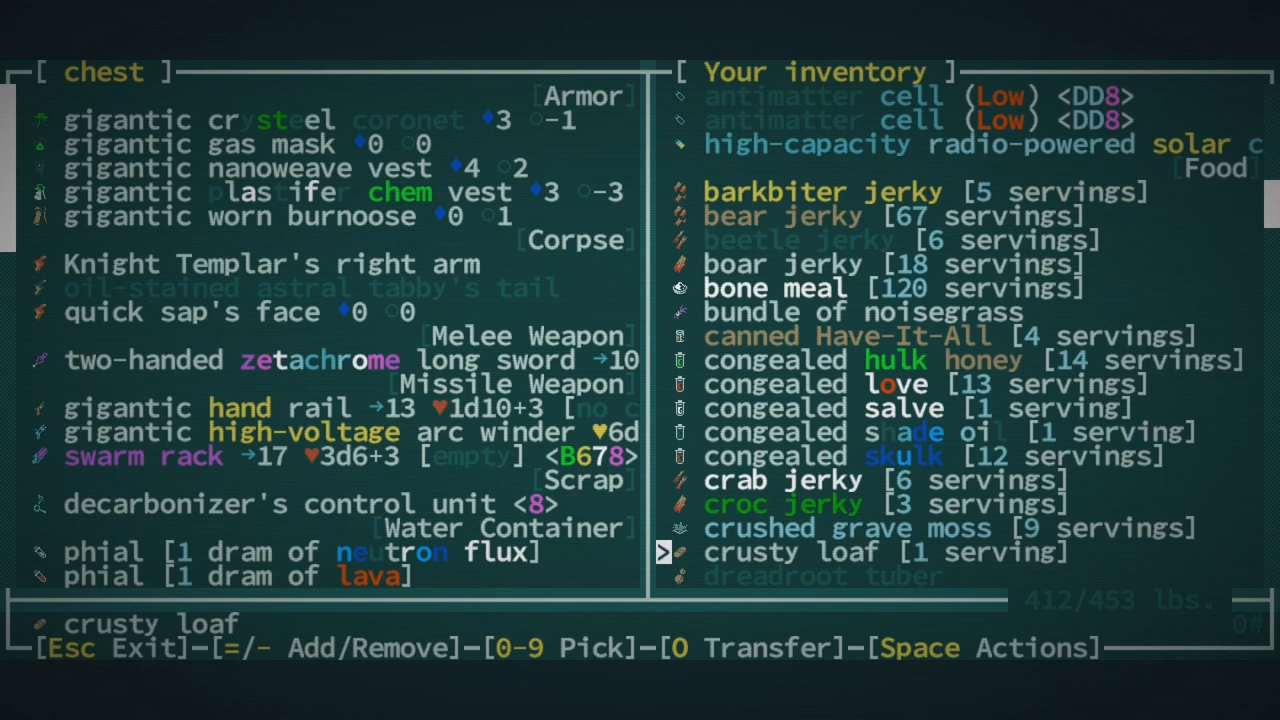 [ chest ]
[Armor]
gigantic crysteel coronet ♦3 ○-1
gigantic gas mask ♦0 ○0
gigantic nanoweave vest ♦4 ○2
gigantic plastifer chem vest ♦3 ○-3
gigantic worn burnoose ♦0 ○1
[Corpse]
Knight Templar's right arm
oil-stained astral tabby's tail
quick sap's face ♦0 ○0
[Melee Weapon]
two-handed zetachrome long sword →10
[Missile Weapon]
gigantic hand rail →13 ♥1d10+3 [no c
gigantic high-voltage arc winder ♥6d
swarm rack →17 ♥3d6+3 [empty] <B678>
[Scrap]
decarbonizer's control unit <8>
[Water Container]
phial [1 dram of neutron flux]
phial [1 dram of lava]
[ Your inventory ]
antimatter cell (Low) <DD8>
antimatter cell (Low) <DD8>
high-capacity radio-powered solar c
[Food]
barkbiter jerky [5 servings]
bear jerky [67 servings]
beetle jerky [6 servings]
boar jerky [18 servings]
bone meal [120 servings]
bundle of noisegrass
canned Have-It-All [4 servings]
congealed hulk honey [14 servings]
congealed love [13 servings]
congealed salve [1 serving]
congealed shade oil [1 serving]
congealed skulk [12 servings]
crab jerky [6 servings]
croc jerky [3 servings]
crushed grave moss [9 servings]
> crusty loaf [1 serving]
dreadroot tuber
412/453 lbs.
crusty loaf
0#
[Esc Exit]-[=/- Add/Remove]-[0-9 Pick]-[O Transfer]-[Space Actions]